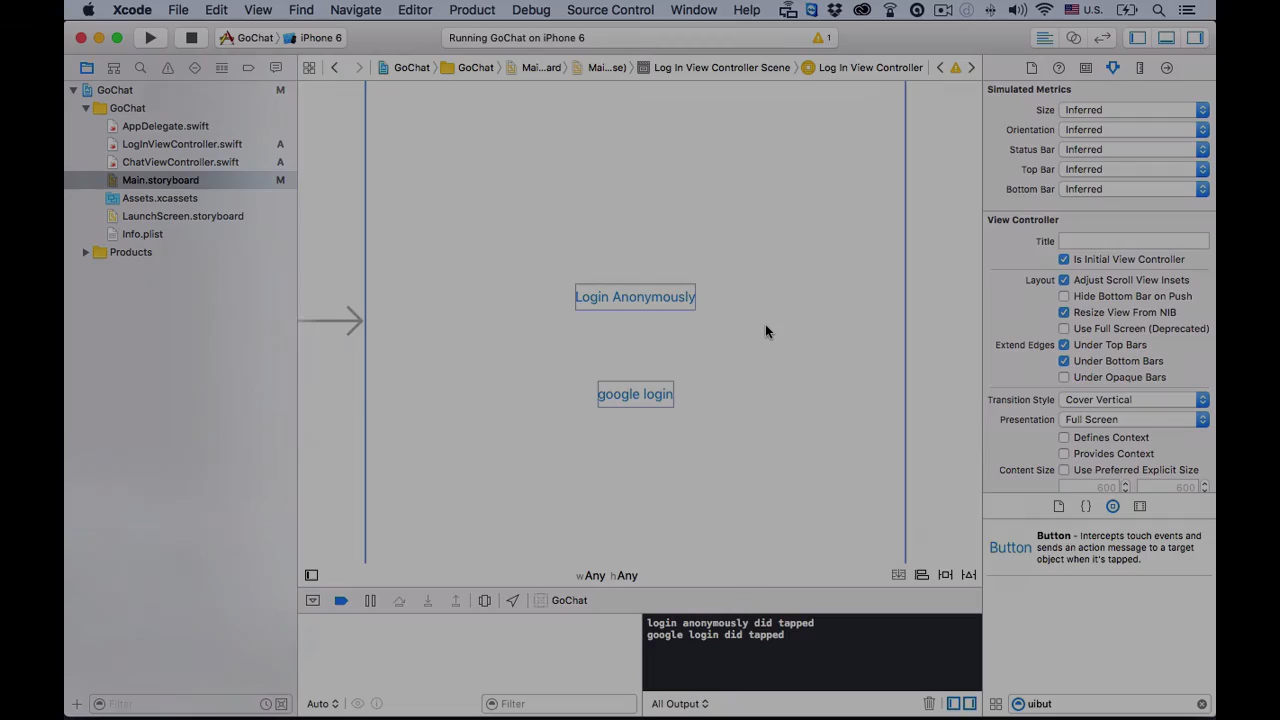 Xcode File Edit View Find Navigate Editor Product Debug Source Control Window Help U.S.
GoChat iPhone 6
Running GoChat on iPhone 6
1
GoChat GoChat Mai...ard Mai...se) Log In View Controller Scene Log In View Controller
GoChat M
GoChat
AppDelegate.swift
LogInViewController.swift A
ChatViewController.swift A
Main.storyboard M
Assets.xcassets
LaunchScreen.storyboard
Info.plist
Products
Login Anonymously
google login
wAny hAny
Simulated Metrics
Size Inferred
Orientation Inferred
Status Bar Inferred
Top Bar Inferred
Bottom Bar Inferred
View Controller
Title
Is Initial View Controller
Layout Adjust Scroll View Insets
Hide Bottom Bar on Push
Resize View From NIB
Use Full Screen (Deprecated)
Extend Edges Under Top Bars
Under Bottom Bars
Under Opaque Bars
Transition Style Cover Vertical
Presentation Full Screen
Defines Context
Provides Context
Content Size Use Preferred Explicit Size
600 600
{}
Button Button - Intercepts touch events and
sends an action message to a target
object when it's tapped.
GoChat
login anonymously did tapped
google login did tapped
Filter
Auto
Filter
All Output
uibut